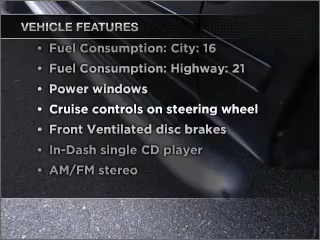 VEHICLE FEATURES
• Fuel Consumption: City: 16
• Fuel Consumption: Highway: 21
• Power windows
• Cruise controls on steering wheel
• Front Ventilated disc brakes
• In-Dash single CD player
• AM/FM stereo